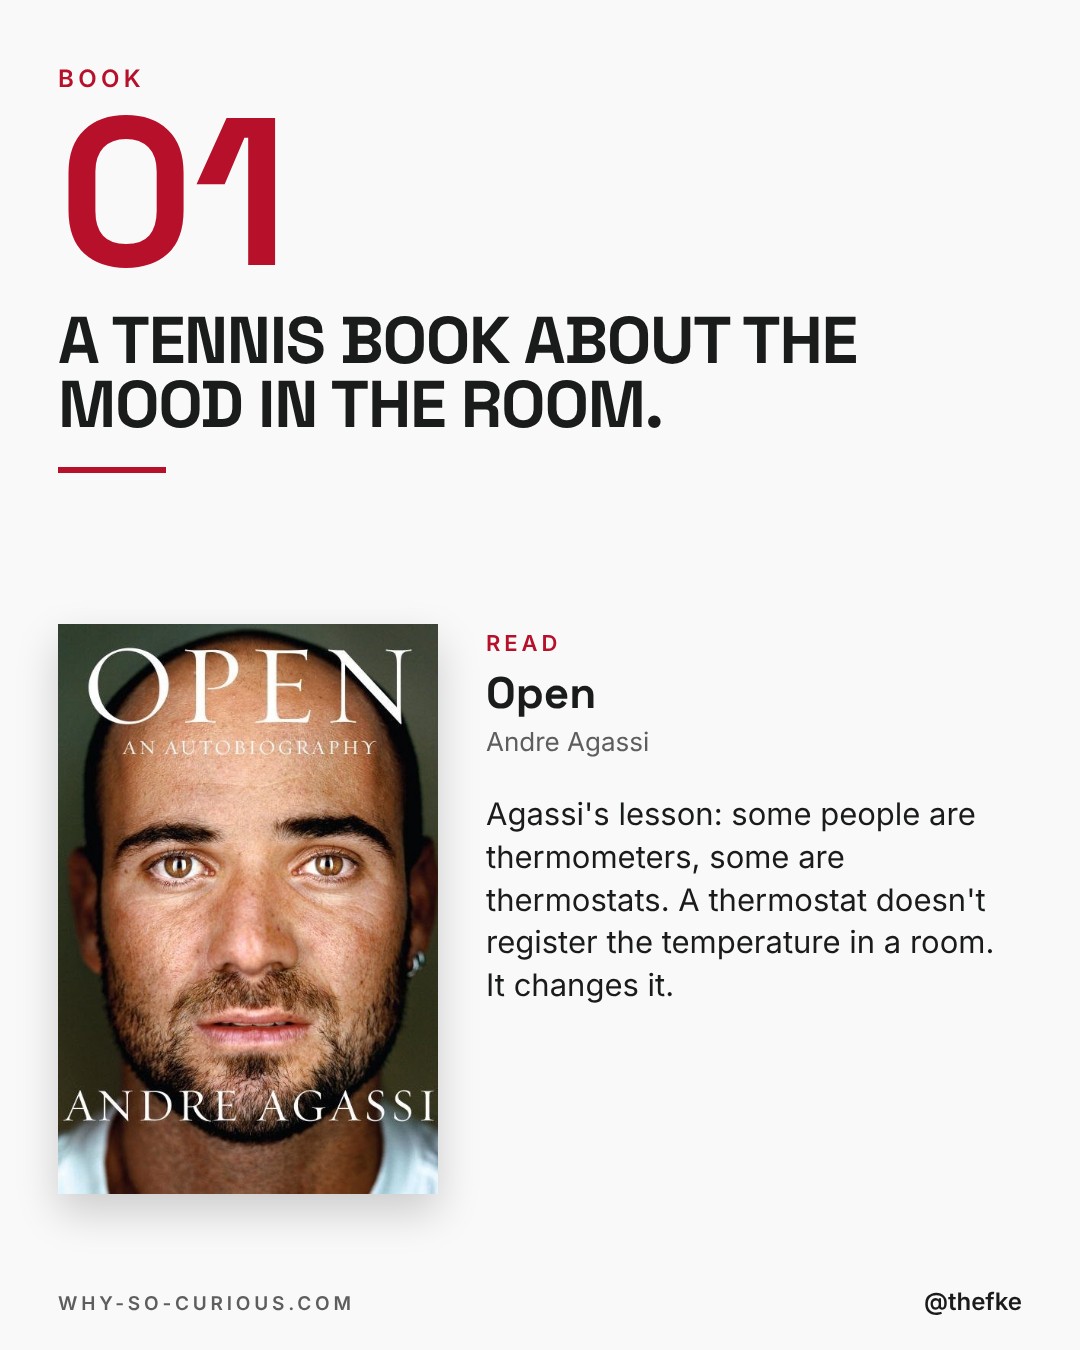 BOOK
01
A TENNIS BOOK ABOUT THE
MOOD IN THE ROOM.
OPEN
AN AUTOBIOGRAPHY
ANDRE AGASSI
READ
Open
Andre Agassi
Agassi's lesson: some people are
thermometers, some are
thermostats. A thermostat doesn't
register the temperature in a room.
It changes it.
WHY-SO-CURIOUS.COM
@thefke